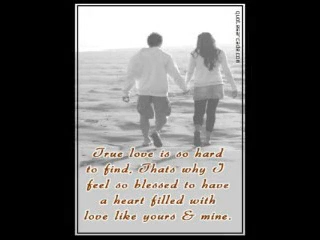 True love is so hard
to find. Thats why I
feel so blessed to have
a heart filled with
love like yours & mine.